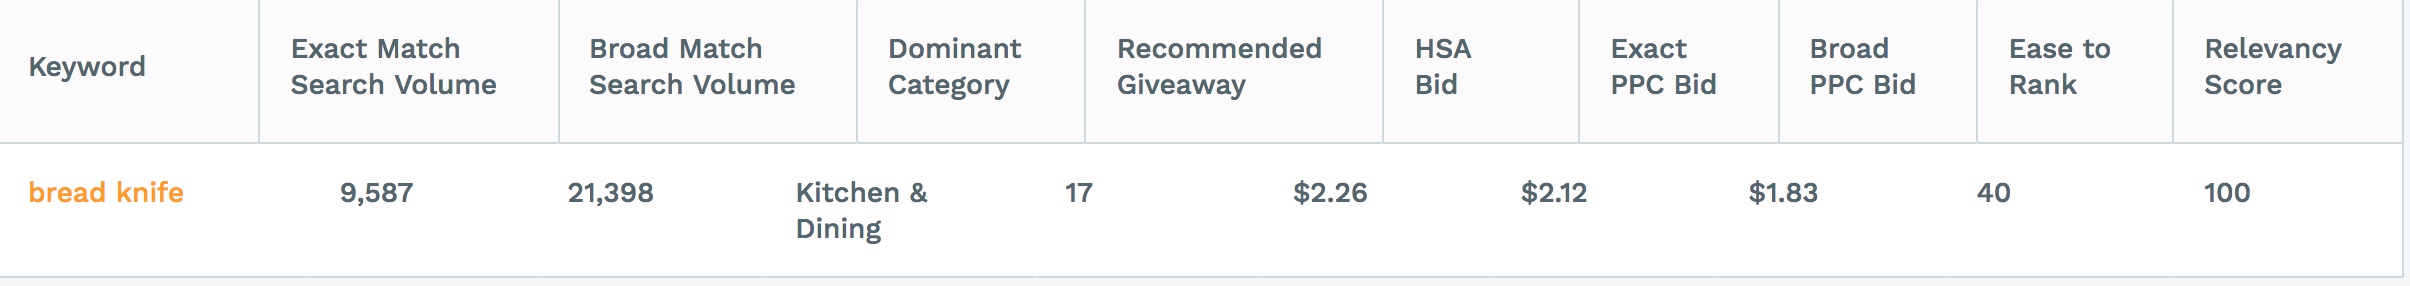 Keyword
Exact Match
Search Volume
Broad Match
Search Volume
Dominant
Category
Recommended
Giveaway
HSA
Bid
Exact
PPC Bid
Broad
PPC Bid
Ease to
Rank
Relevancy
Score
bread knife
9,587
21,398
Kitchen &
Dining
17
$2.26
$2.12
$1.83
40
100